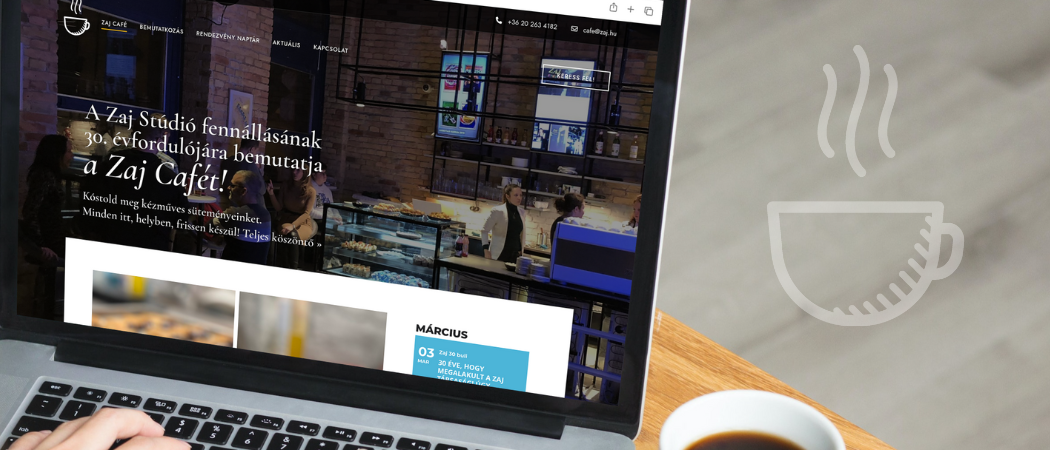 ZAJ CAFÉ BEMUTATKOZÁS RENDEZVÉNY NAPTÁR AKTUÁLIS KAPCSOLAT
+36 20 263 4182 cafe@zaj.hu
KERESS FEL!
A Zaj Stúdió fennállásának
30. évfordulójára bemutatja
a Zaj Cafét!
Kóstold meg kézműves süteményeinket.
Minden itt, helyben, frissen készül! Teljes köszöntő »
MÁRCIUS
03
MÁR
Zaj 30 buli
30 ÉVE, HOGY
MEGALAKULT A ZAJ